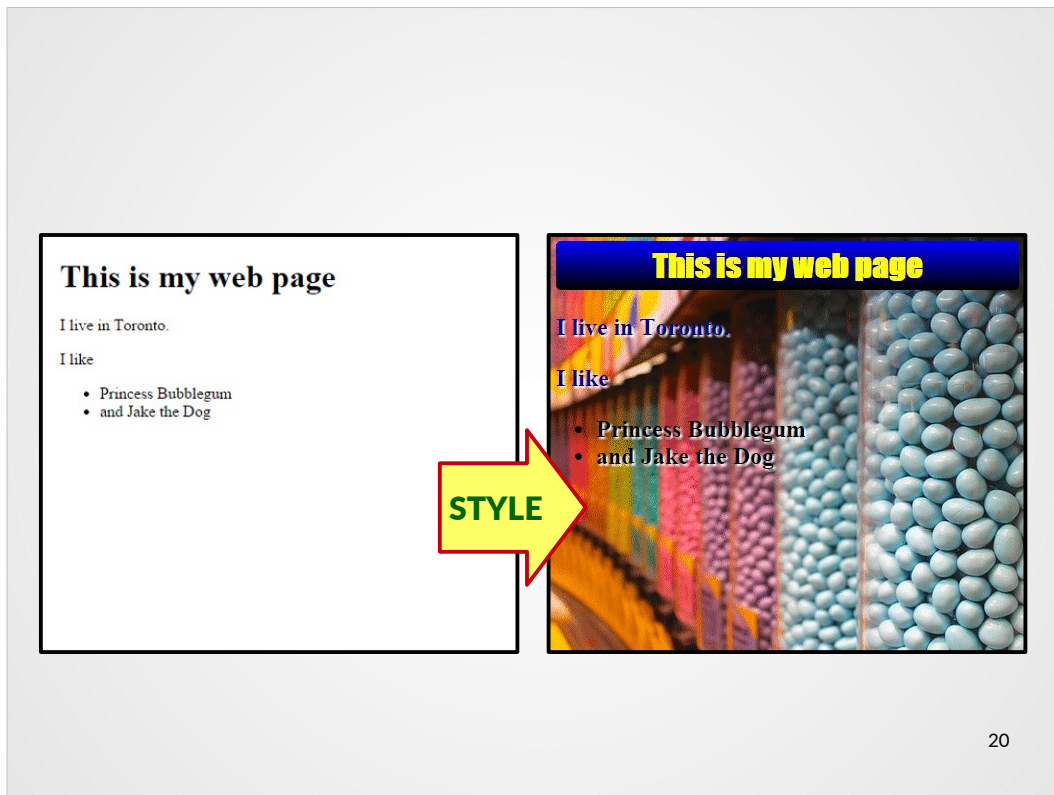 This is my web page
I live in Toronto.
I like
• Princess Bubblegum
• and Jake the Dog
STYLE
This is my web page
I live in Toronto.
I like
• Princess Bubblegum
• and Jake the Dog
20